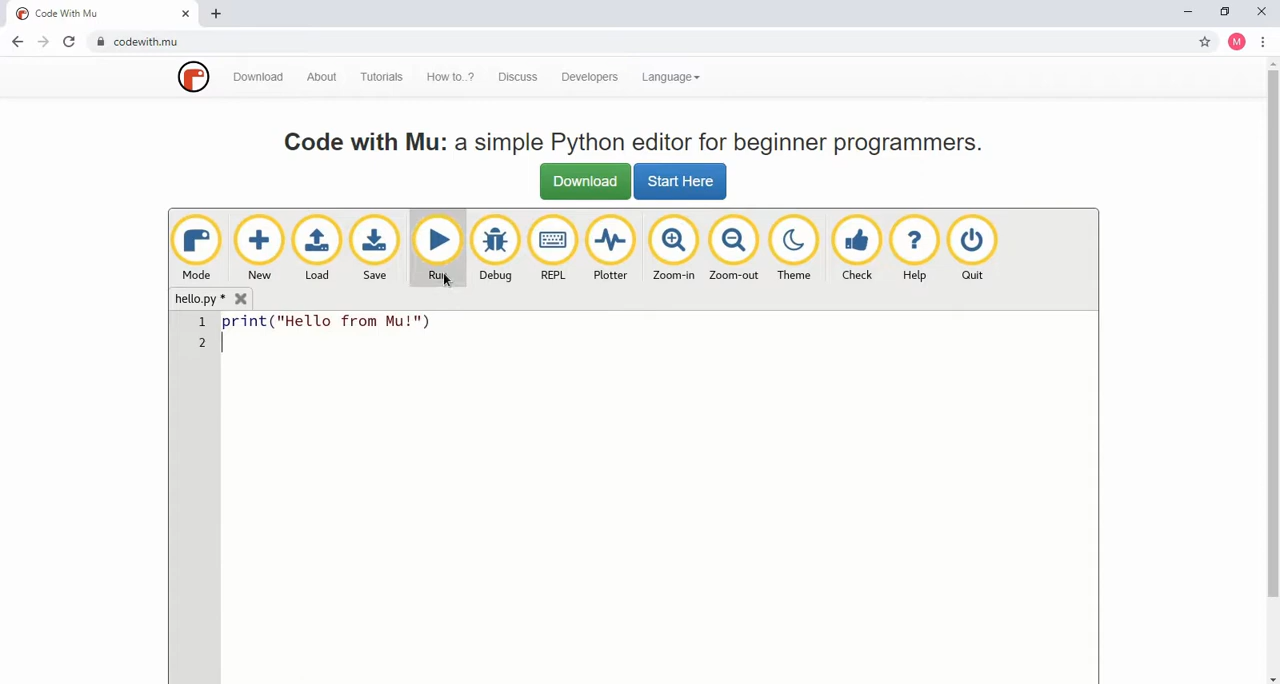 Code With Mu
codewith.mu
M
Download About Tutorials How to..? Discuss Developers Language
Code with Mu: a simple Python editor for beginner programmers.
Download Start Here
Mode New Load Save Run Debug REPL Plotter Zoom-in Zoom-out Theme Check Help Quit
hello.py *
1 print("Hello from Mu!")
2